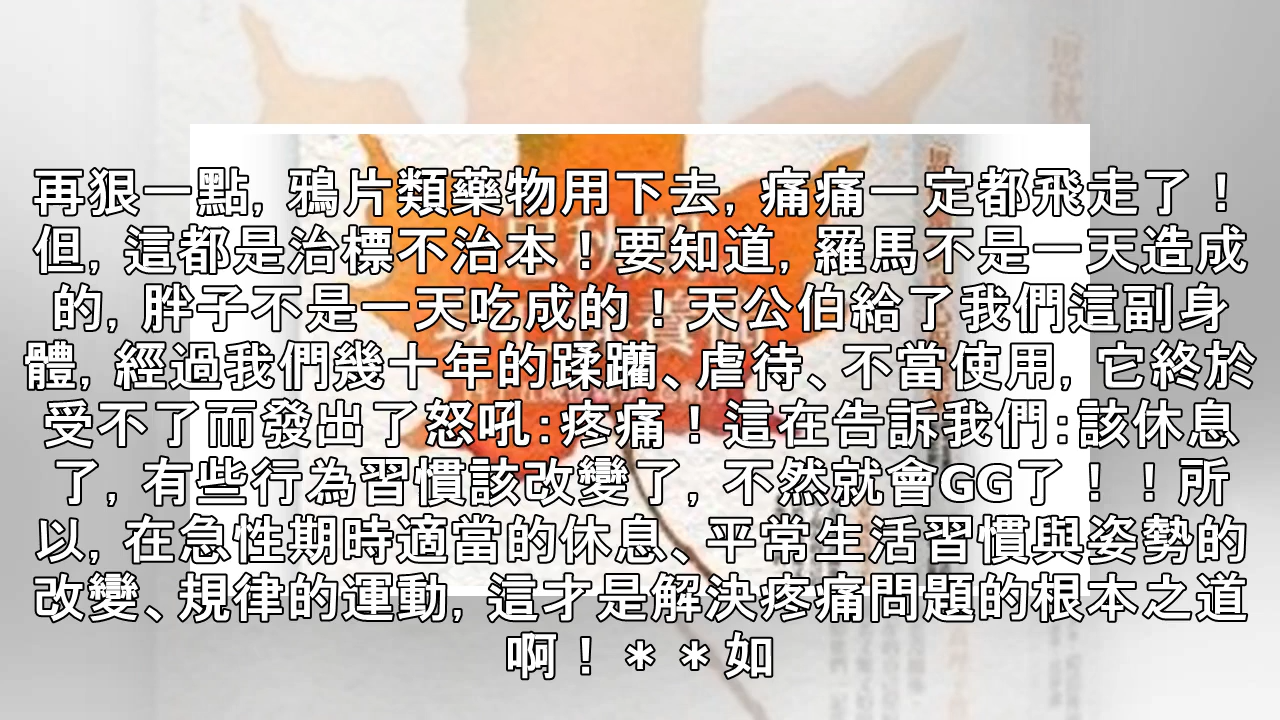 再狠一點, 鴉片類藥物用下去, 痛痛一定都飛走了！
但, 這都是治標不治本！要知道, 羅馬不是一天造成
的, 胖子不是一天吃成的！天公伯給了我們這副身
體, 經過我們幾十年的蹂躪、虐待、不當使用, 它終於
受不了而發出了怒吼:疼痛！這在告訴我們:該休息
了, 有些行為習慣該改變了, 不然就會GG了！！所
以, 在急性期時適當的休息、平常生活習慣與姿勢的
改變、規律的運動, 這才是解決疼痛問題的根本之道
啊！＊＊如